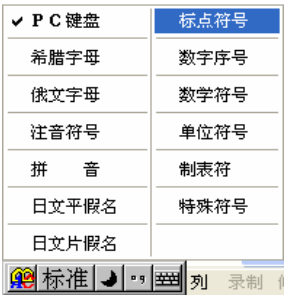 ✓ P C 键盘 标点符号
希腊字母 数字序号
俄文字母 数学符号
注音符号 单位符号
拼 音 制表符
日文平假名 特殊符号
日文片假名
标准 列 录制